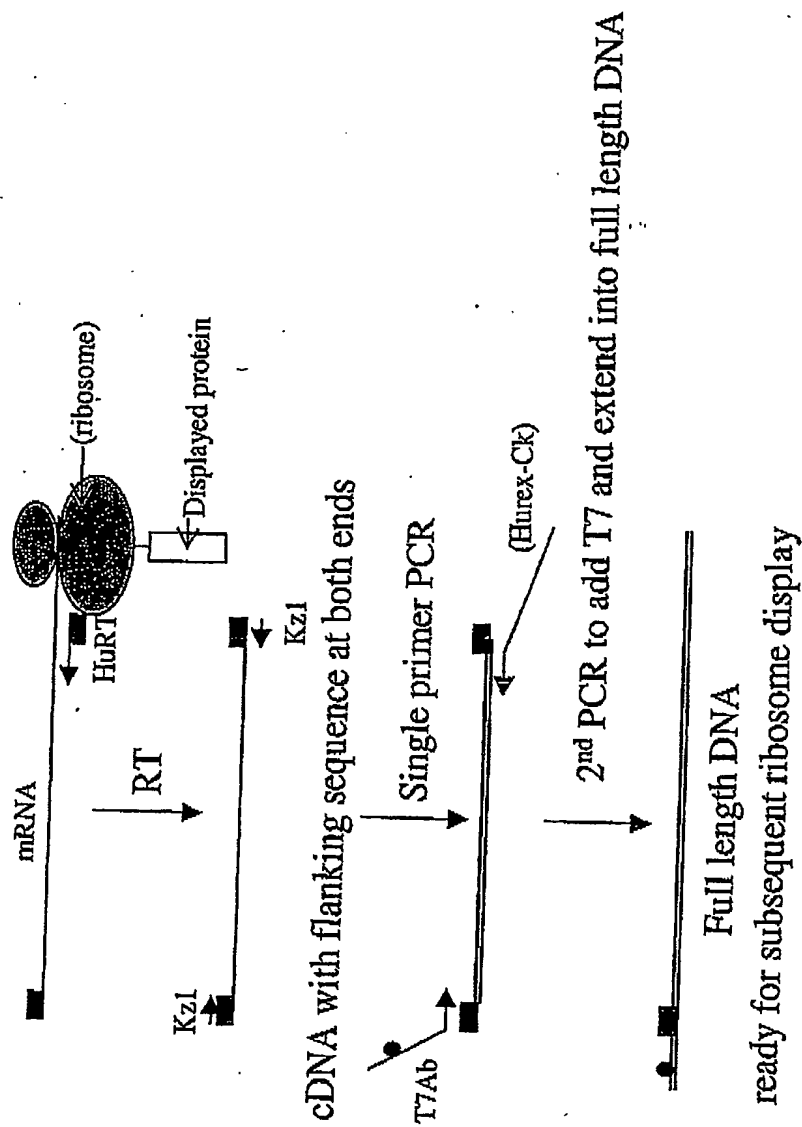 mRNA
(ribosome)
HuRT
Displayed protein
RT
Kz1
Kz1
cDNA with flanking sequence at both ends
Single primer PCR
T7Ab
(Hurex-Ck)
2nd PCR to add T7 and extend into full length DNA
Full length DNA
ready for subsequent ribosome display